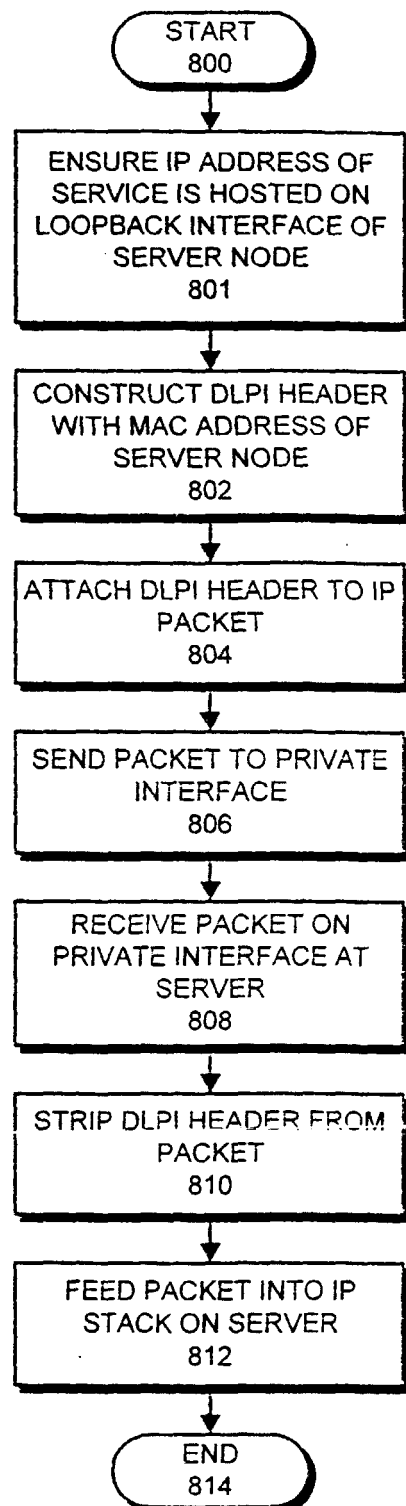 START
800
ENSURE IP ADDRESS OF
SERVICE IS HOSTED ON
LOOPBACK INTERFACE OF
SERVER NODE
801
CONSTRUCT DLPI HEADER
WITH MAC ADDRESS OF
SERVER NODE
802
ATTACH DLPI HEADER TO IP
PACKET
804
SEND PACKET TO PRIVATE
INTERFACE
806
RECEIVE PACKET ON
PRIVATE INTERFACE AT
SERVER
808
STRIP DLPI HEADER FROM
PACKET
810
FEED PACKET INTO IP
STACK ON SERVER
812
END
814